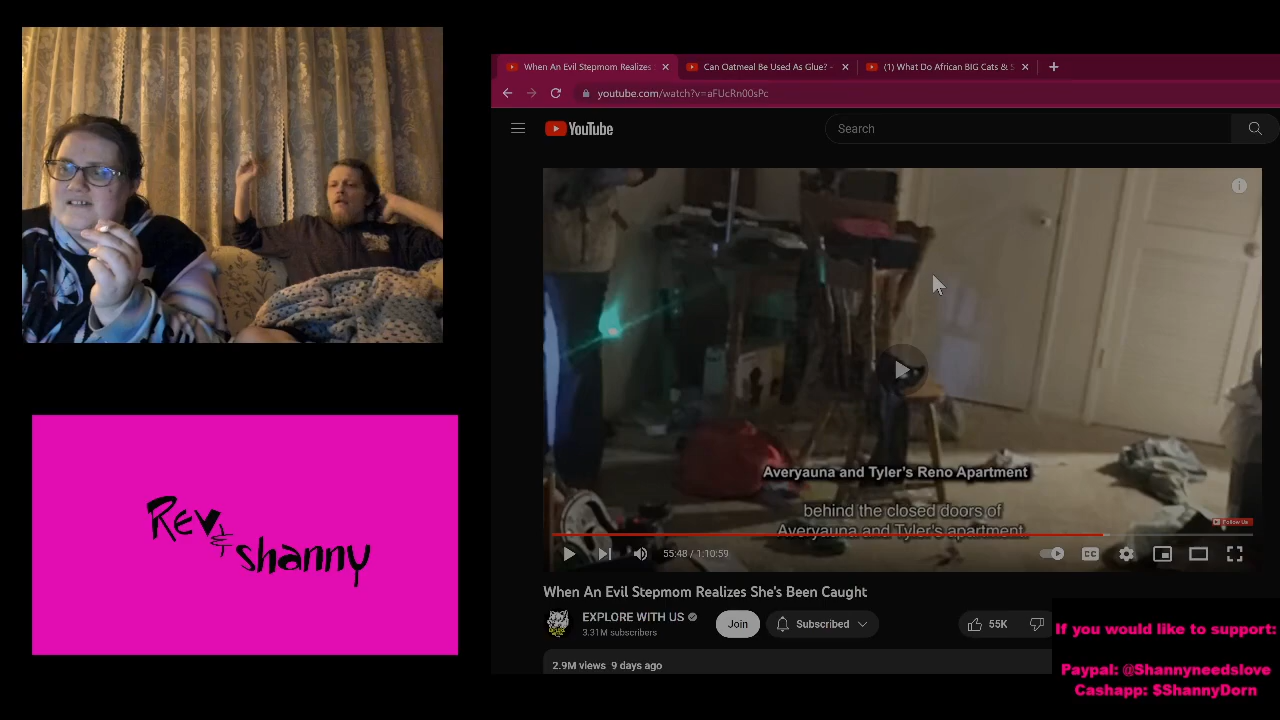 When An Evil Stepmom Realizes
Can Oatmeal Be Used As Glue? -
(1) What Do African BIG Cats &
youtube.com/watch?v=aFUcRn00sPc
YouTube
Search
Averyauna and Tyler's Reno Apartment
behind the closed doors of
Averyauna and Tyler's apartment
Follow Us
55:48 / 1:10:59
CC
When An Evil Stepmom Realizes She's Been Caught
EXPLORE WITH US
3.31M subscribers
Join
Subscribed
55K
2.9M views 9 days ago
Rev
&
shanny
If you would like to support:
Paypal: @Shannyneedslove
Cashapp: $ShannyDorn